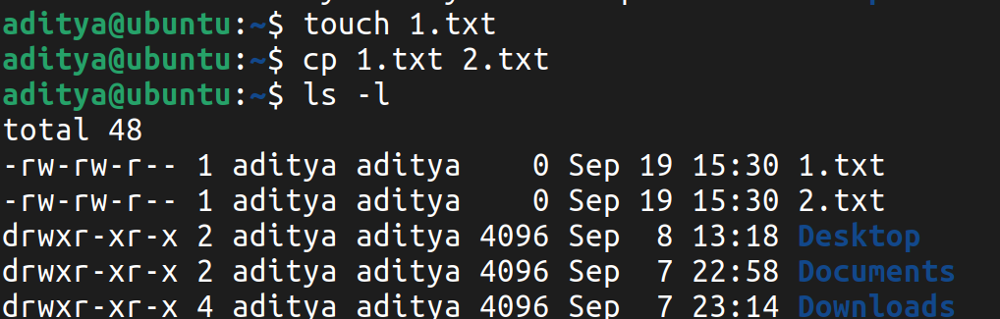 aditya@ubuntu:~$ touch 1.txt
aditya@ubuntu:~$ cp 1.txt 2.txt
aditya@ubuntu:~$ ls -l
total 48
-rw-rw-r-- 1 aditya aditya    0 Sep 19 15:30 1.txt
-rw-rw-r-- 1 aditya aditya    0 Sep 19 15:30 2.txt
drwxr-xr-x 2 aditya aditya 4096 Sep  8 13:18 Desktop
drwxr-xr-x 2 aditya aditya 4096 Sep  7 22:58 Documents
drwxr-xr-x 4 aditya aditya 4096 Sep  7 23:14 Downloads